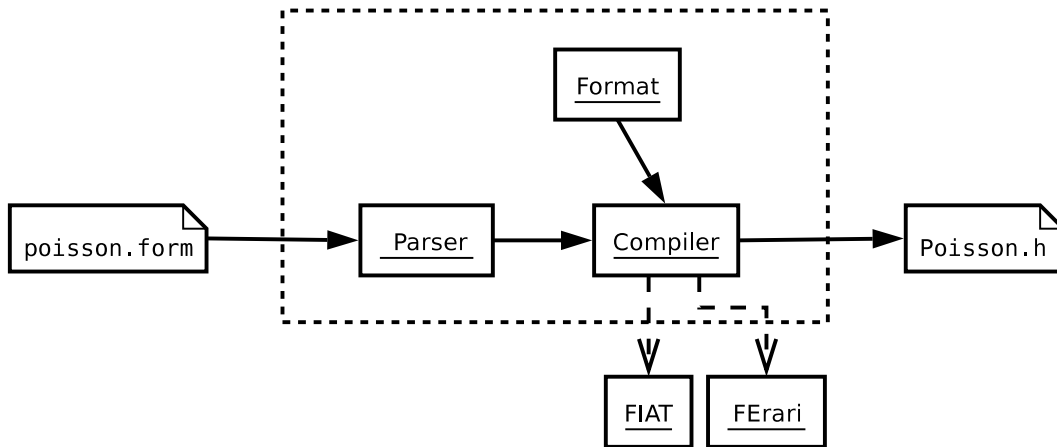 Format
poisson.form
Parser
Compiler
Poisson.h
FIAT
FErari